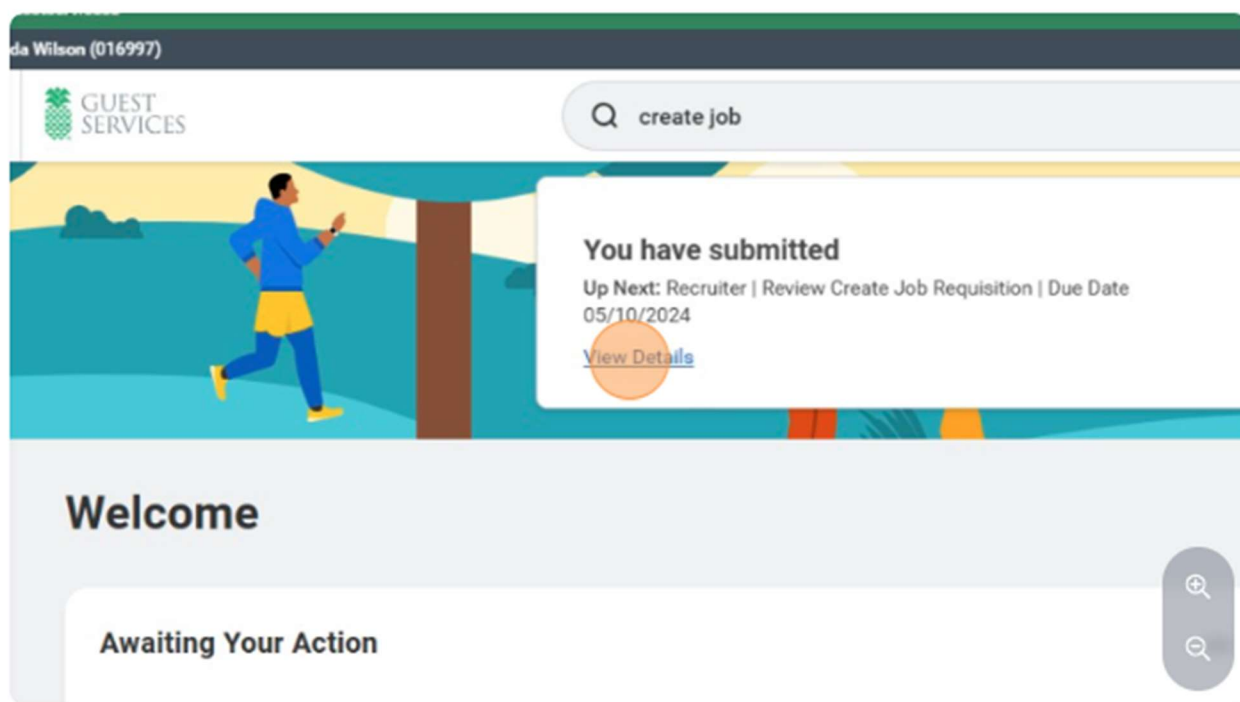 da Wilson (016997)
GUEST
SERVICES
create job
You have submitted
Up Next: Recruiter | Review Create Job Requisition | Due Date
05/10/2024
View Details
Welcome
Awaiting Your Action